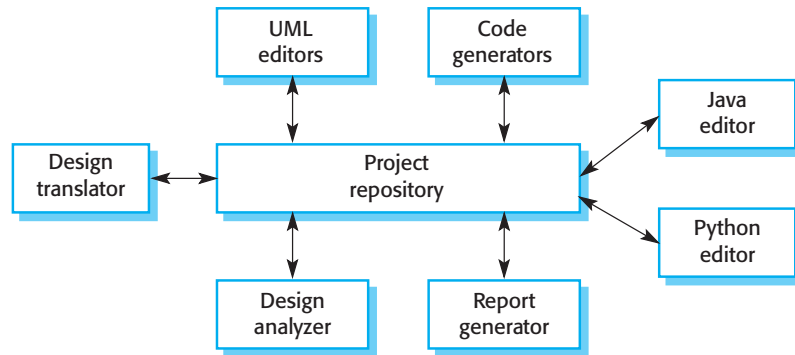 UML
editors
Code
generators
Java
editor
Design
translator
Project
repository
Python
editor
Design
analyzer
Report
generator